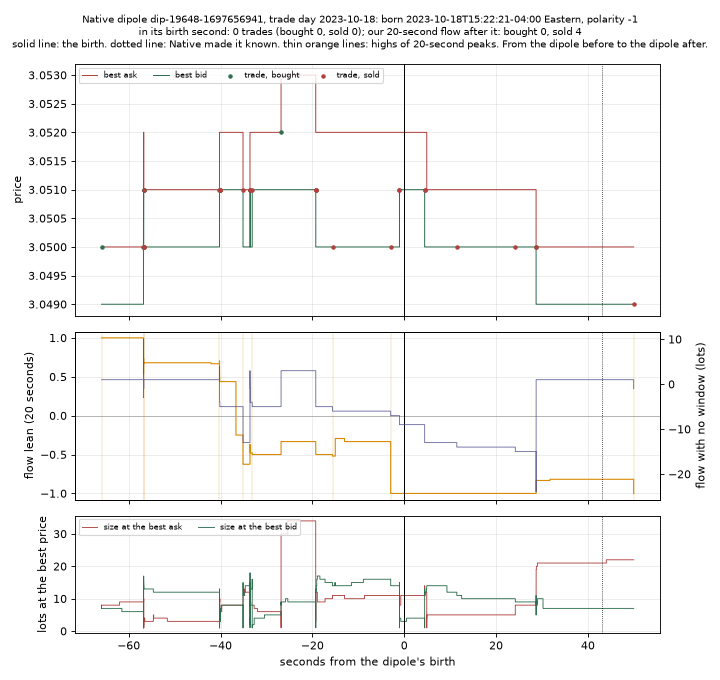 Native dipole dip-19648-1697656941, trade day 2023-10-18: born 2023-10-18T15:22:21-04:00 Eastern, polarity -1
in its birth second: 0 trades (bought 0, sold 0); our 20-second flow after it: bought 0, sold 4
solid line: the birth. dotted line: Native made it known. thin orange lines: highs of 20-second peaks. From the dipole before to the dipole after.
best ask best bid trade, bought trade, sold
3.0530
3.0525
3.0520
3.0515
3.0510
3.0505
3.0500
3.0495
3.0490
price
1.0
0.5
0.0
−0.5
−1.0
flow lean (20 seconds)
10
0
−10
−20
flow with no window (lots)
size at the best ask size at the best bid
30
20
10
0
lots at the best price
−60 −40 −20 0 20 40
seconds from the dipole's birth